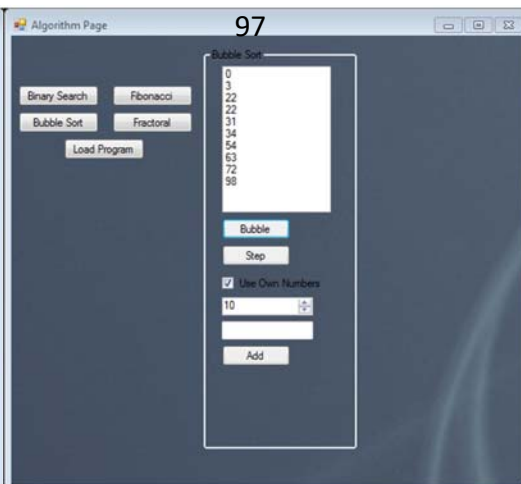 97
Algorithm Page
Binary Search
Fibonacci
Bubble Sort
Fractoral
Load Program
Bubble Sort
0
3
22
22
31
34
54
63
72
98
Bubble
Step
Use Own Numbers
10
Add